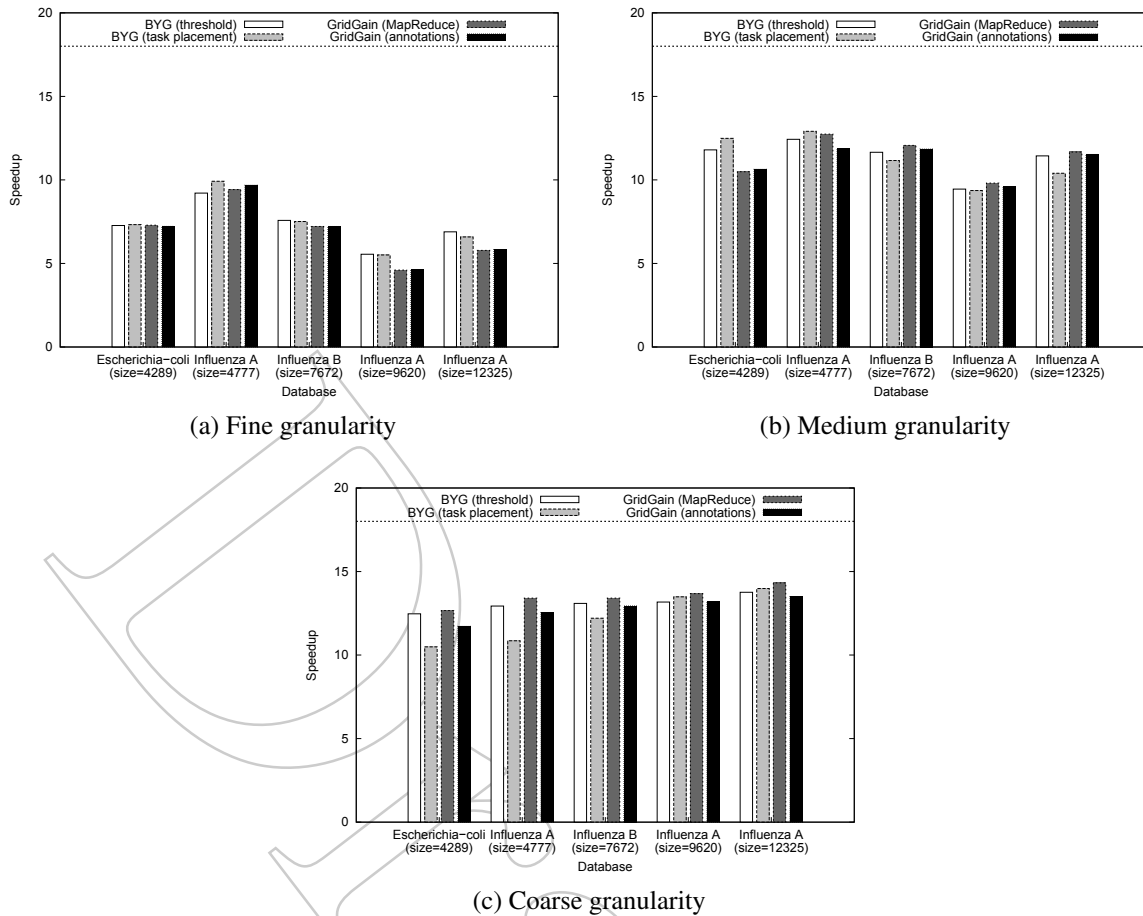 BYG (threshold)
BYG (task placement)
GridGain (MapReduce)
GridGain (annotations)
20
15
10
5
0
Speedup
Escherichia−coli (size=4289)
Influenza A (size=4777)
Influenza B (size=7672)
Influenza A (size=9620)
Influenza A (size=12325)
Database
(a) Fine granularity
BYG (threshold)
BYG (task placement)
GridGain (MapReduce)
GridGain (annotations)
20
15
10
5
0
Speedup
Escherichia−coli (size=4289)
Influenza A (size=4777)
Influenza B (size=7672)
Influenza A (size=9620)
Influenza A (size=12325)
Database
(b) Medium granularity
BYG (threshold)
BYG (task placement)
GridGain (MapReduce)
GridGain (annotations)
20
15
10
5
0
Speedup
Escherichia−coli (size=4289)
Influenza A (size=4777)
Influenza B (size=7672)
Influenza A (size=9620)
Influenza A (size=12325)
Database
(c) Coarse granularity